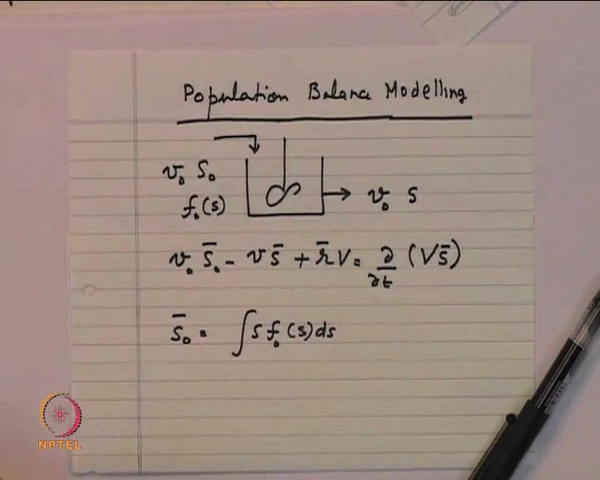 Population Balance Modelling
v₀ S₀
f₀(s)
v₀ S
v₀ S̄₀ - v s̄ + r̄ V = ∂/∂t (V s̄)
S̄₀ = ∫ s f₀(s) ds
NPTEL